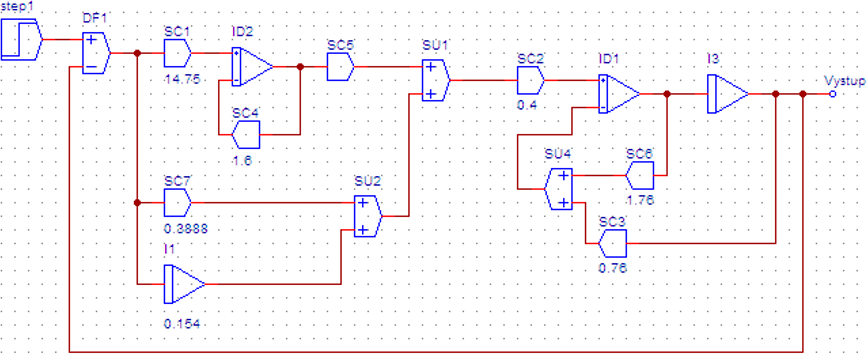 step1
DF1
SC1
14.75
ID2
SC4
1.6
SC5
SU1
SC2
0.4
ID1
I3
Vystup
SU4
SC6
1.76
SC3
0.76
SC7
0.3888
SU2
I1
0.154